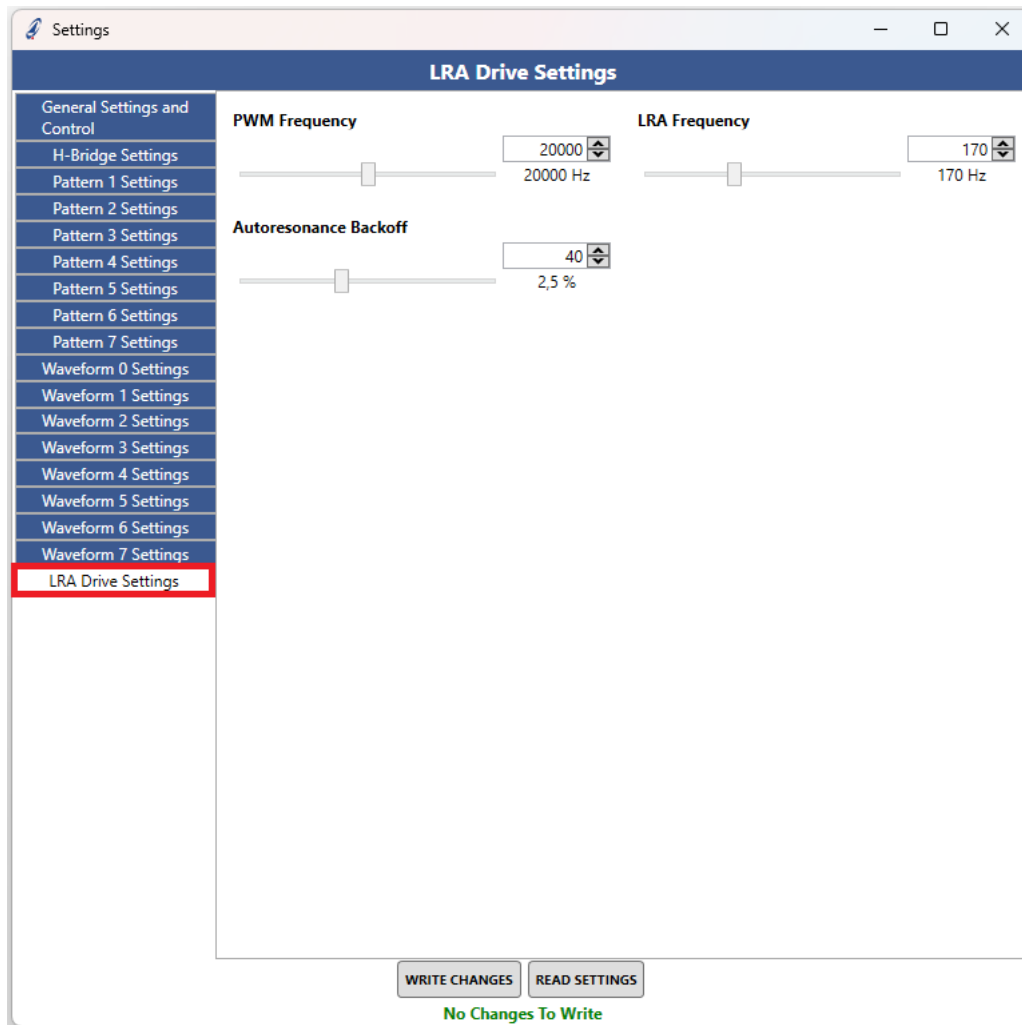 Settings
LRA Drive Settings
General Settings and
Control
H-Bridge Settings
Pattern 1 Settings
Pattern 2 Settings
Pattern 3 Settings
Pattern 4 Settings
Pattern 5 Settings
Pattern 6 Settings
Pattern 7 Settings
Waveform 0 Settings
Waveform 1 Settings
Waveform 2 Settings
Waveform 3 Settings
Waveform 4 Settings
Waveform 5 Settings
Waveform 6 Settings
Waveform 7 Settings
LRA Drive Settings
PWM Frequency
20000
20000 Hz
LRA Frequency
170
170 Hz
Autoresonance Backoff
40
2,5 %
WRITE CHANGES
READ SETTINGS
No Changes To Write